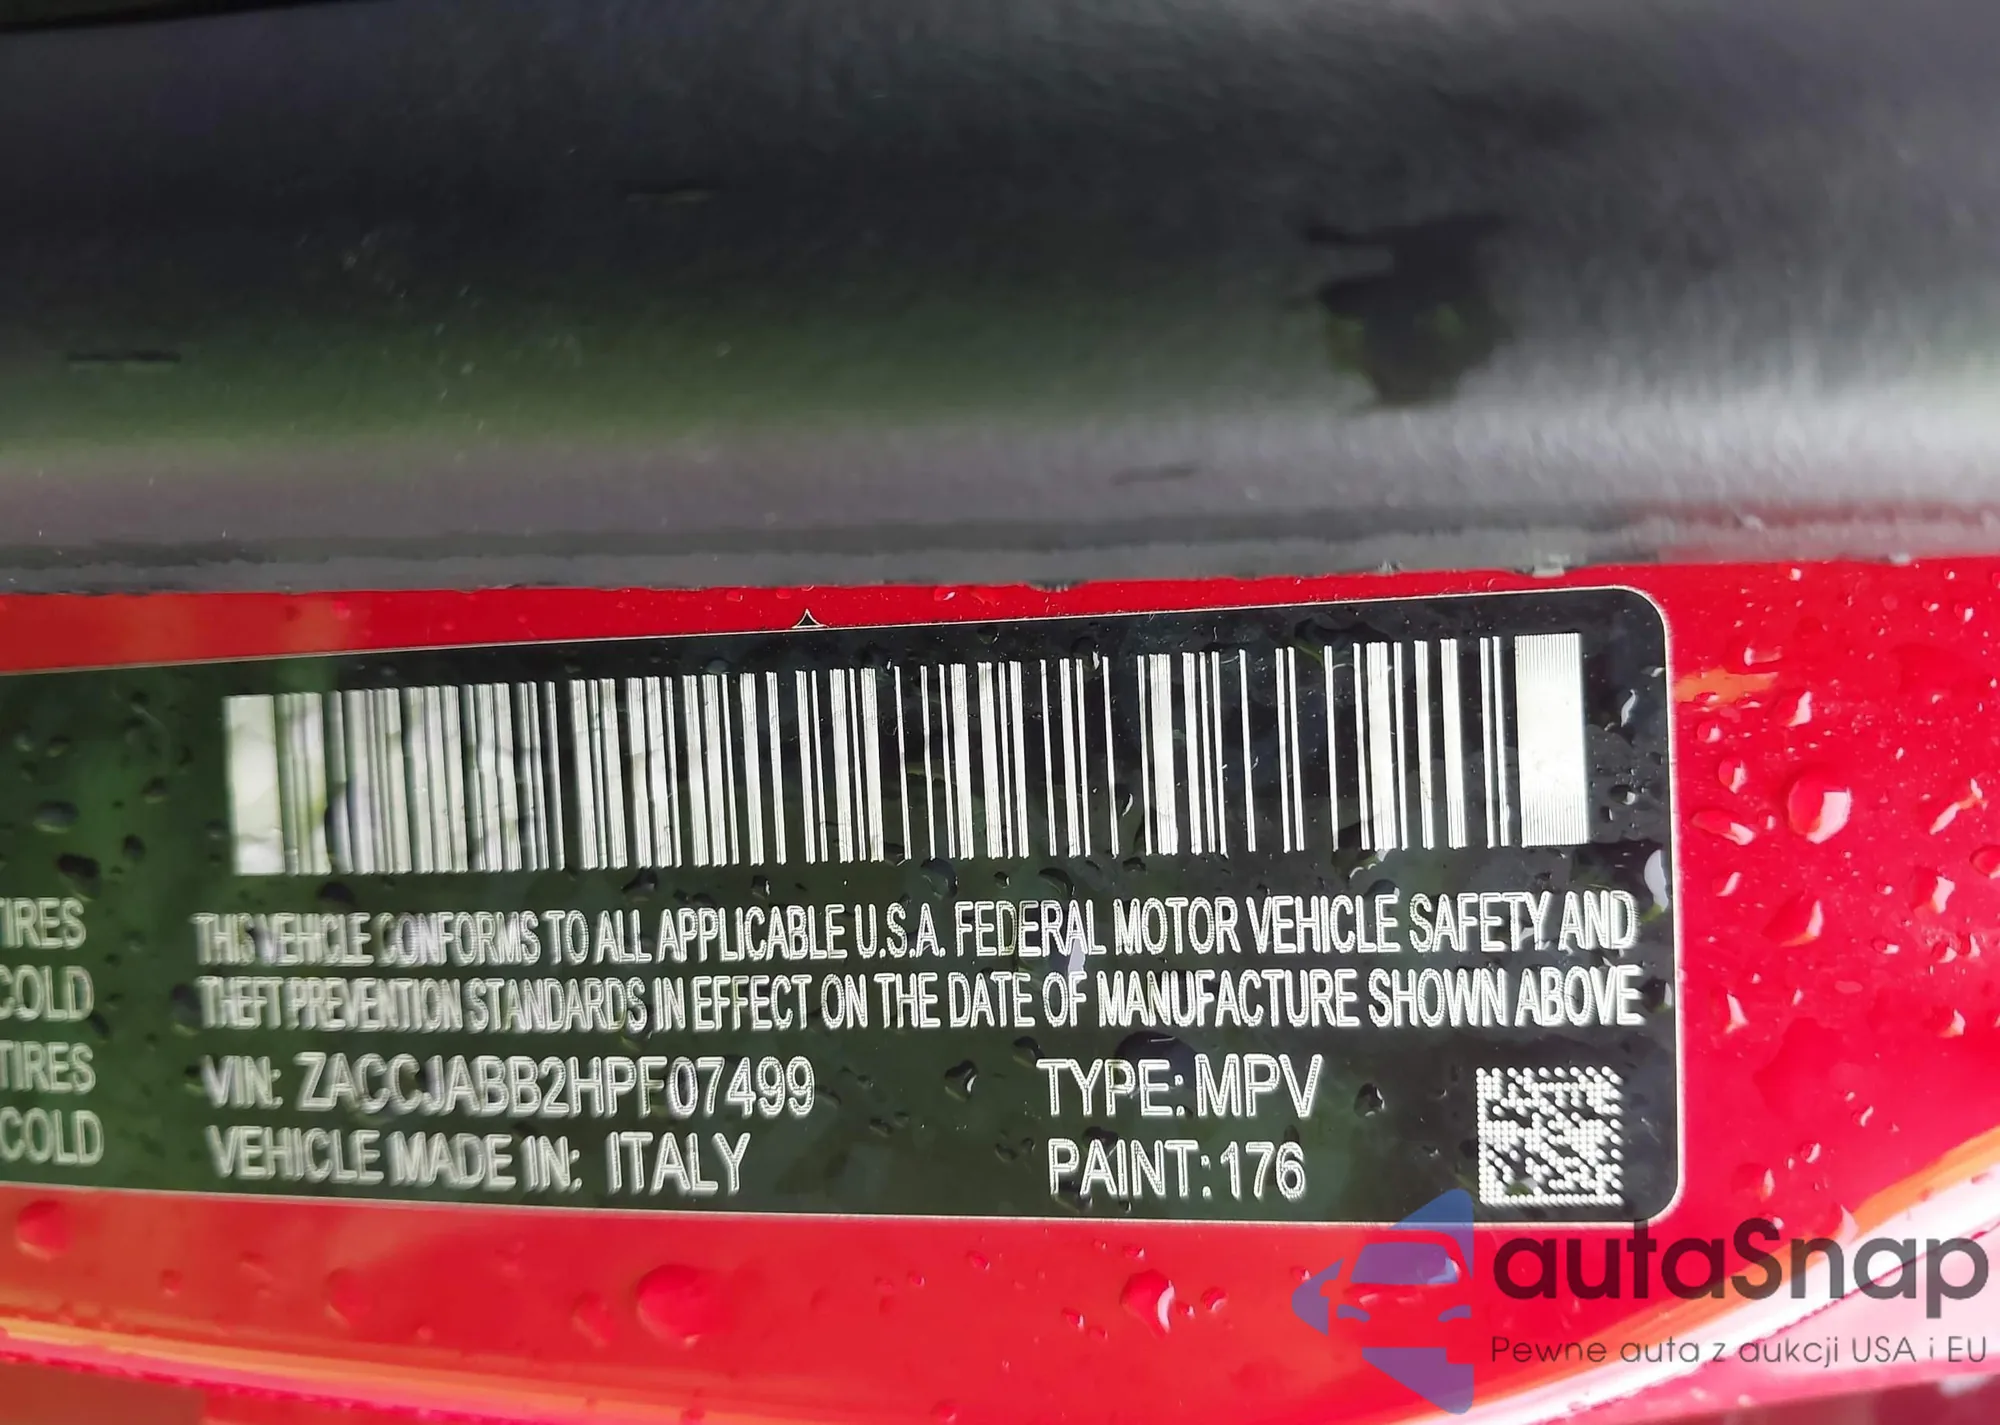 TIRES
COLD
TIRES
COLD
THIS VEHICLE CONFORMS TO ALL APPLICABLE U.S.A. FEDERAL MOTOR VEHICLE SAFETY AND
THEFT PREVENTION STANDARDS IN EFFECT ON THE DATE OF MANUFACTURE SHOWN ABOVE
VIN: ZACCJABB2HPF07499 TYPE: MPV
VEHICLE MADE IN: ITALY PAINT: 176
autaSnap
Pewne auta z aukcji USA i EU